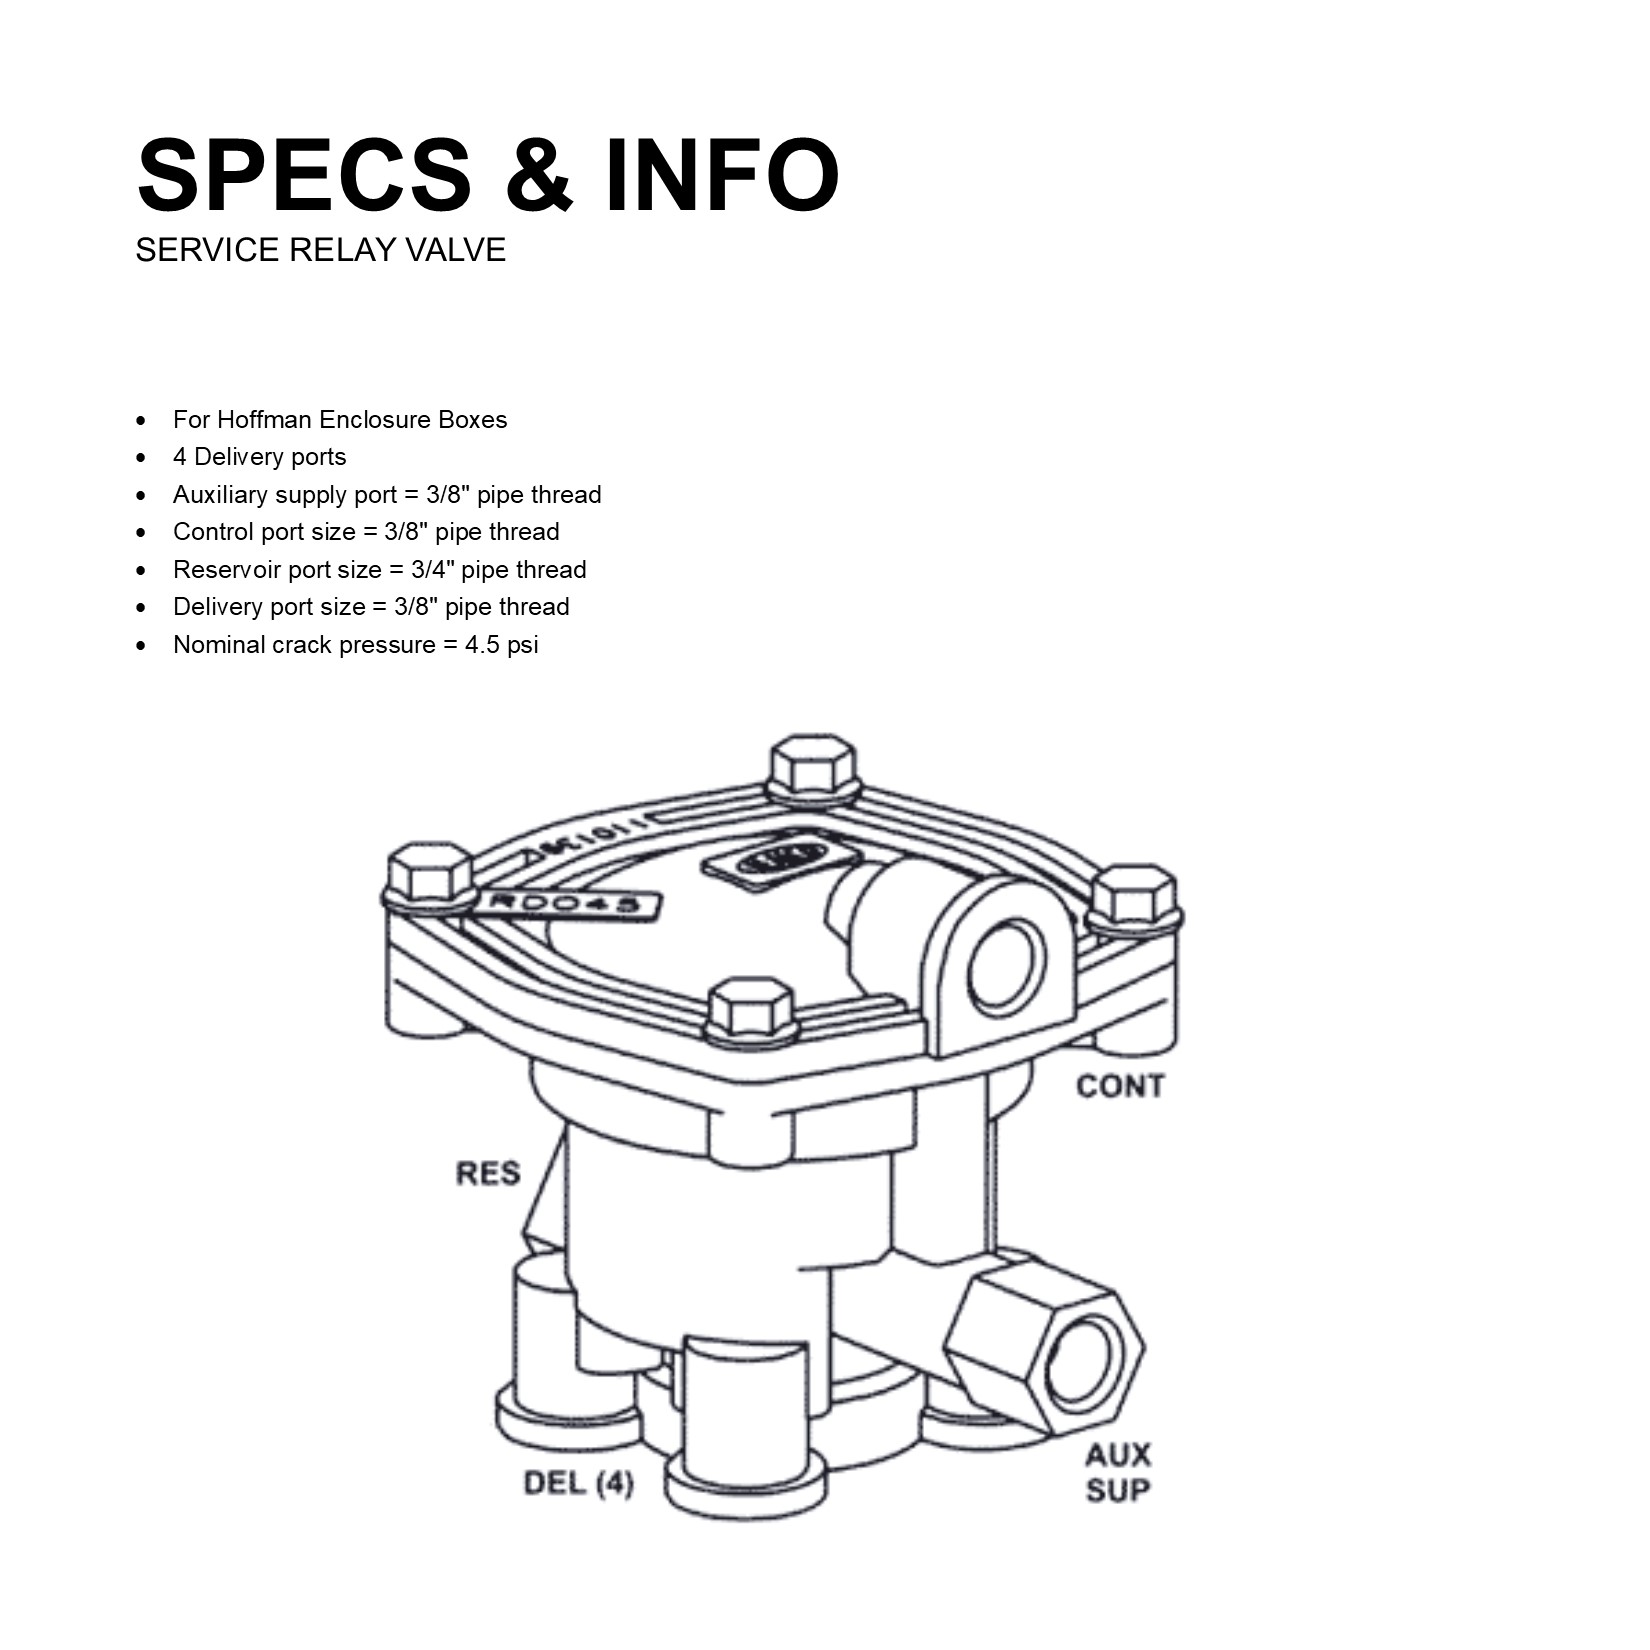 SPECS & INFO
SERVICE RELAY VALVE
• For Hoffman Enclosure Boxes
• 4 Delivery ports
• Auxiliary supply port = 3/8" pipe thread
• Control port size = 3/8" pipe thread
• Reservoir port size = 3/4" pipe thread
• Delivery port size = 3/8" pipe thread
• Nominal crack pressure = 4.5 psi
CONT
RES
AUX
SUP
DEL (4)